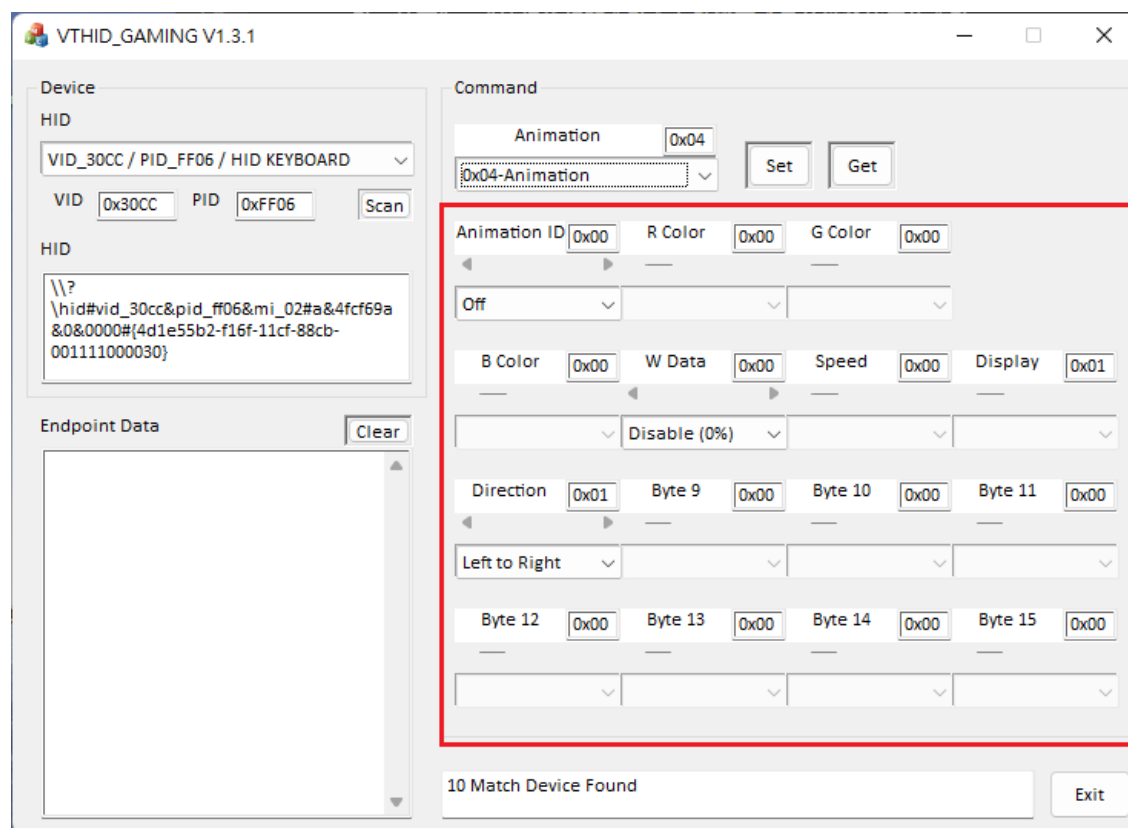 VTHID_GAMING V1.3.1
Device
HID
VID_30CC / PID_FF06 / HID KEYBOARD
VID 0x30CC PID 0xFF06 Scan
HID
\\?
\hid#vid_30cc&pid_ff06&mi_02#a&4fcf69a
&0&0000#{4d1e55b2-f16f-11cf-88cb-
001111000030}
Endpoint Data Clear
Command
Animation 0x04
0x04-Animation Set Get
Animation ID 0x00 R Color 0x00 G Color 0x00
Off
B Color 0x00 W Data 0x00 Speed 0x00 Display 0x01
Disable (0%)
Direction 0x01 Byte 9 0x00 Byte 10 0x00 Byte 11 0x00
Left to Right
Byte 12 0x00 Byte 13 0x00 Byte 14 0x00 Byte 15 0x00
10 Match Device Found
Exit